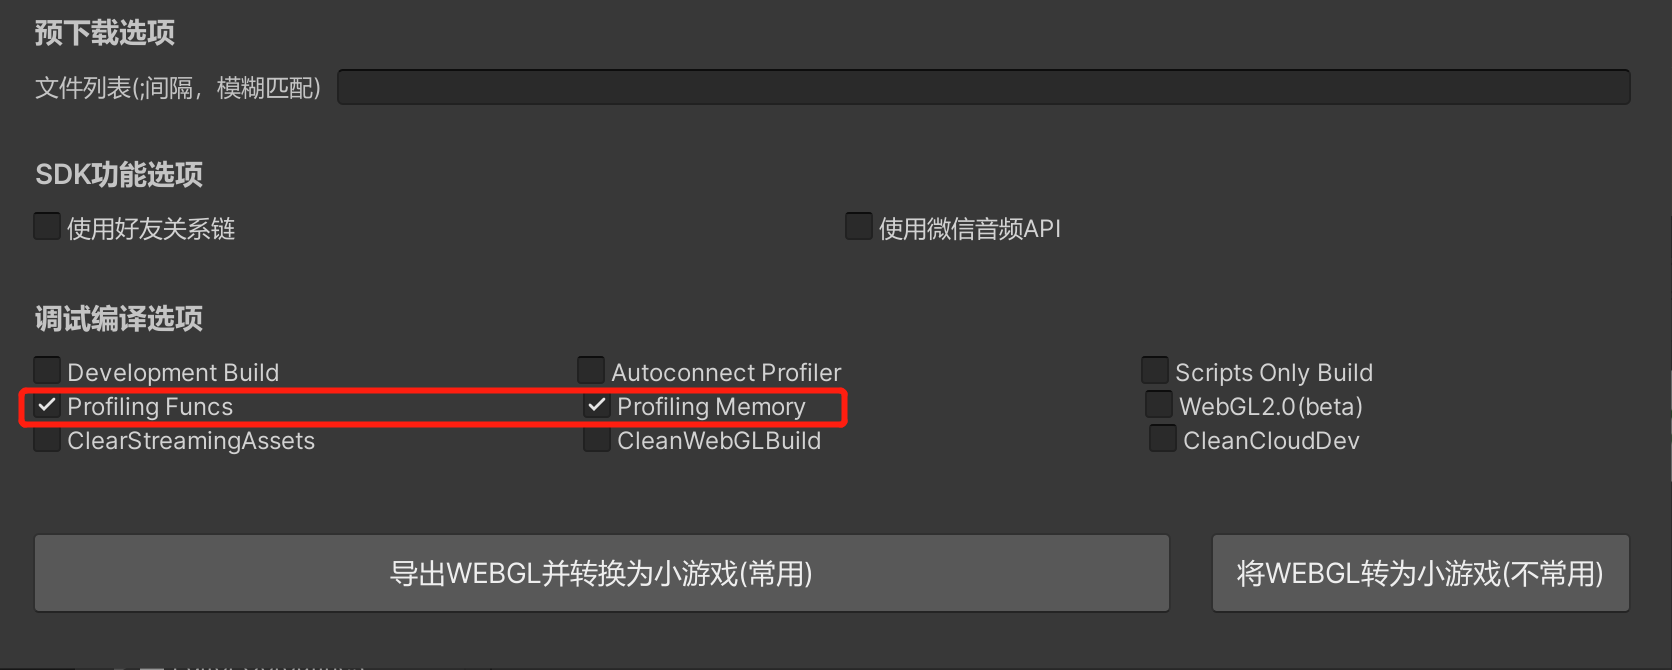 预下载选项
文件列表(;间隔，模糊匹配)
SDK功能选项
使用好友关系链 使用微信音频API
调试编译选项
Development Build Autoconnect Profiler Scripts Only Build
Profiling Funcs Profiling Memory WebGL2.0(beta)
ClearStreamingAssets CleanWebGLBuild CleanCloudDev
导出WEBGL并转换为小游戏(常用) 将WEBGL转为小游戏(不常用)